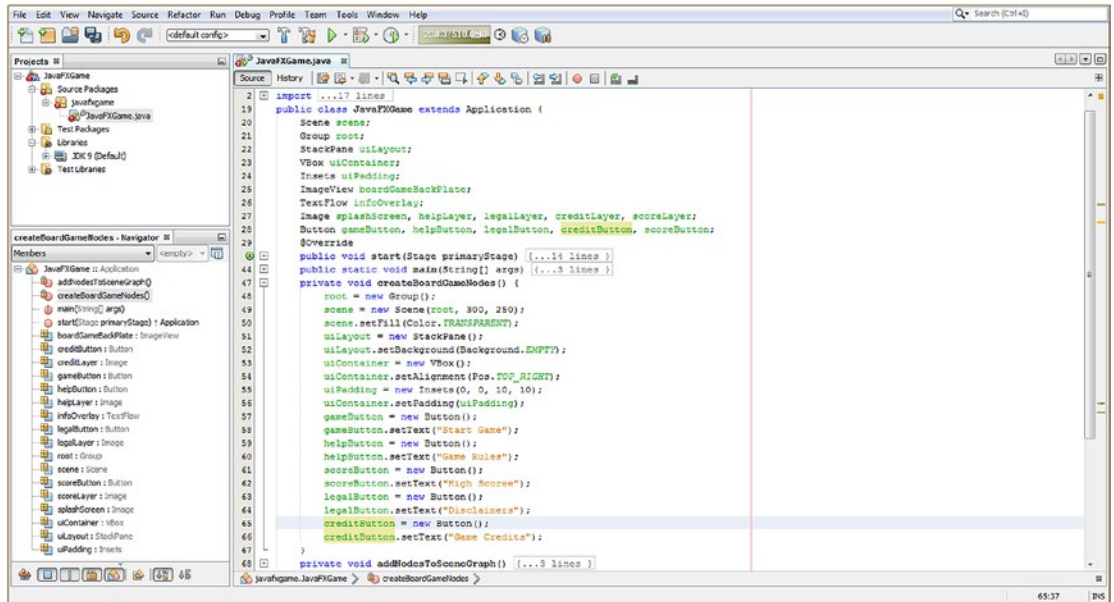 File Edit View Navigate Source Refactor Run Debug Profile Team Tools Window Help
Search (Ctrl+I)
<default config>
Projects
JavaFXGame
Source Packages
javafxgame
JavaFXGame.java
Test Packages
Libraries
JDK 9 (Default)
Test Libraries
createBoardGameNodes - Navigator
Members <empty>
JavaFXGame :: Application
addNodesToSceneGraph()
createBoardGameNodes()
main(String[] args)
start(Stage primaryStage) ↑ Application
boardGameBackPlate : ImageView
creditButton : Button
creditLayer : Image
gameButton : Button
helpButton : Button
helpLayer : Image
infoOverlay : TextFlow
legalButton : Button
legalLayer : Image
root : Group
scene : Scene
scoreButton : Button
scoreLayer : Image
splashScreen : Image
uiContainer : VBox
uiLayout : StackPane
uiPadding : Insets
JavaFXGame.java
Source History
2 import ...17 lines
19 public class JavaFXGame extends Application {
20 Scene scene;
21 Group root;
22 StackPane uiLayout;
23 VBox uiContainer;
24 Insets uiPadding;
25 ImageView boardGameBackPlate;
26 TextFlow infoOverlay;
27 Image splashScreen, helpLayer, legalLayer, creditLayer, scoreLayer;
28 Button gameButton, helpButton, legalButton, creditButton, scoreButton;
29 @Override
public void start(Stage primaryStage) {...14 lines }
44 public static void main(String[] args) {...3 lines }
47 private void createBoardGameNodes() {
48 root = new Group();
49 scene = new Scene(root, 300, 250);
50 scene.setFill(Color.TRANSPARENT);
51 uiLayout = new StackPane();
52 uiLayout.setBackground(Background.EMPTY);
53 uiContainer = new VBox();
54 uiContainer.setAlignment(Pos.TOP_RIGHT);
55 uiPadding = new Insets(0, 0, 10, 10);
56 uiContainer.setPadding(uiPadding);
57 gameButton = new Button();
58 gameButton.setText("Start Game");
59 helpButton = new Button();
60 helpButton.setText("Game Rules");
61 scoreButton = new Button();
62 scoreButton.setText("High Scores");
63 legalButton = new Button();
64 legalButton.setText("Disclaimers");
65 creditButton = new Button();
66 creditButton.setText("Game Credits");
67 }
68 private void addNodesToSceneGraph() {...3 lines }
javafxgame.JavaFXGame createBoardGameNodes
65:37 INS